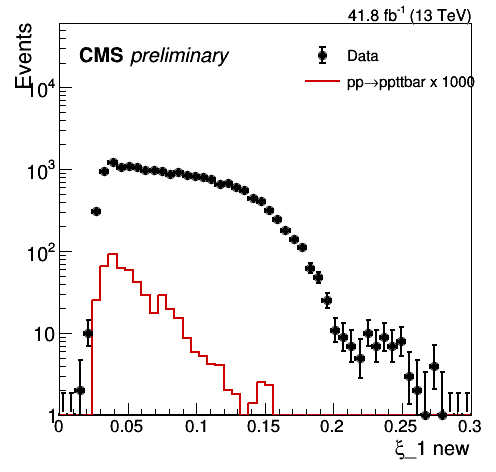 41.8 fb⁻¹ (13 TeV)
Events
CMS preliminary
Data
pp→ppttbar x 1000
10⁴
10³
10²
10
1
0 0.05 0.1 0.15 0.2 0.25 0.3
ξ_1 new